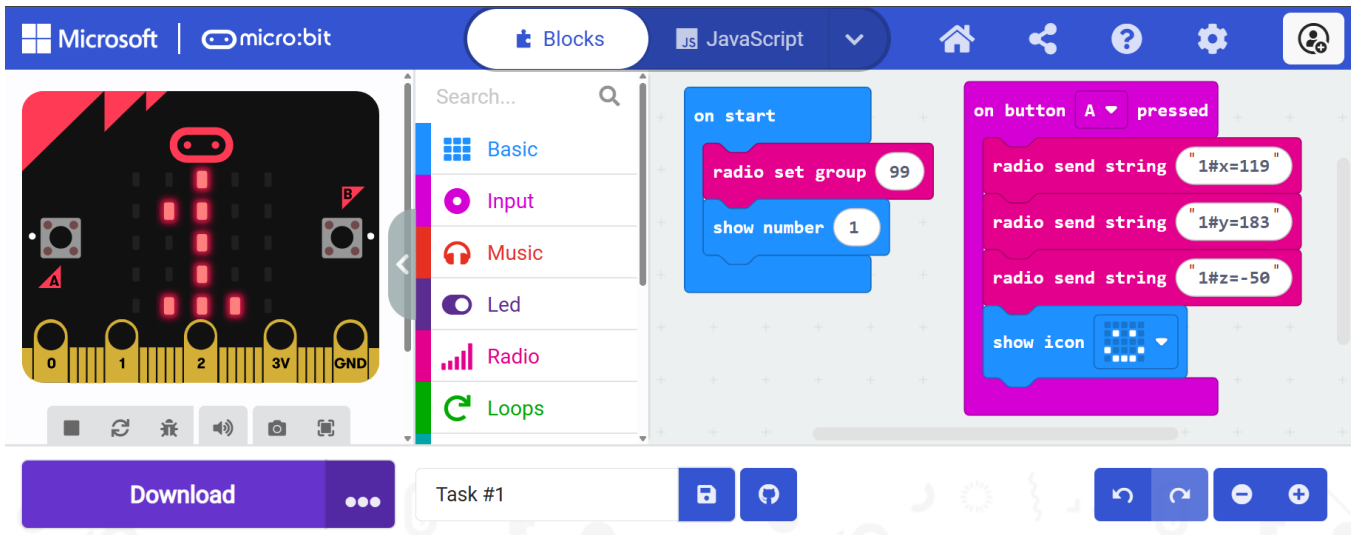 Microsoft micro:bit Blocks JS JavaScript
Search...
Basic
Input
Music
Led
Radio
Loops
A
B
0 1 2 3V GND
on start
radio set group 99
show number 1
on button A pressed
radio send string "1#x=119"
radio send string "1#y=183"
radio send string "1#z=-50"
show icon
Download
Task #1